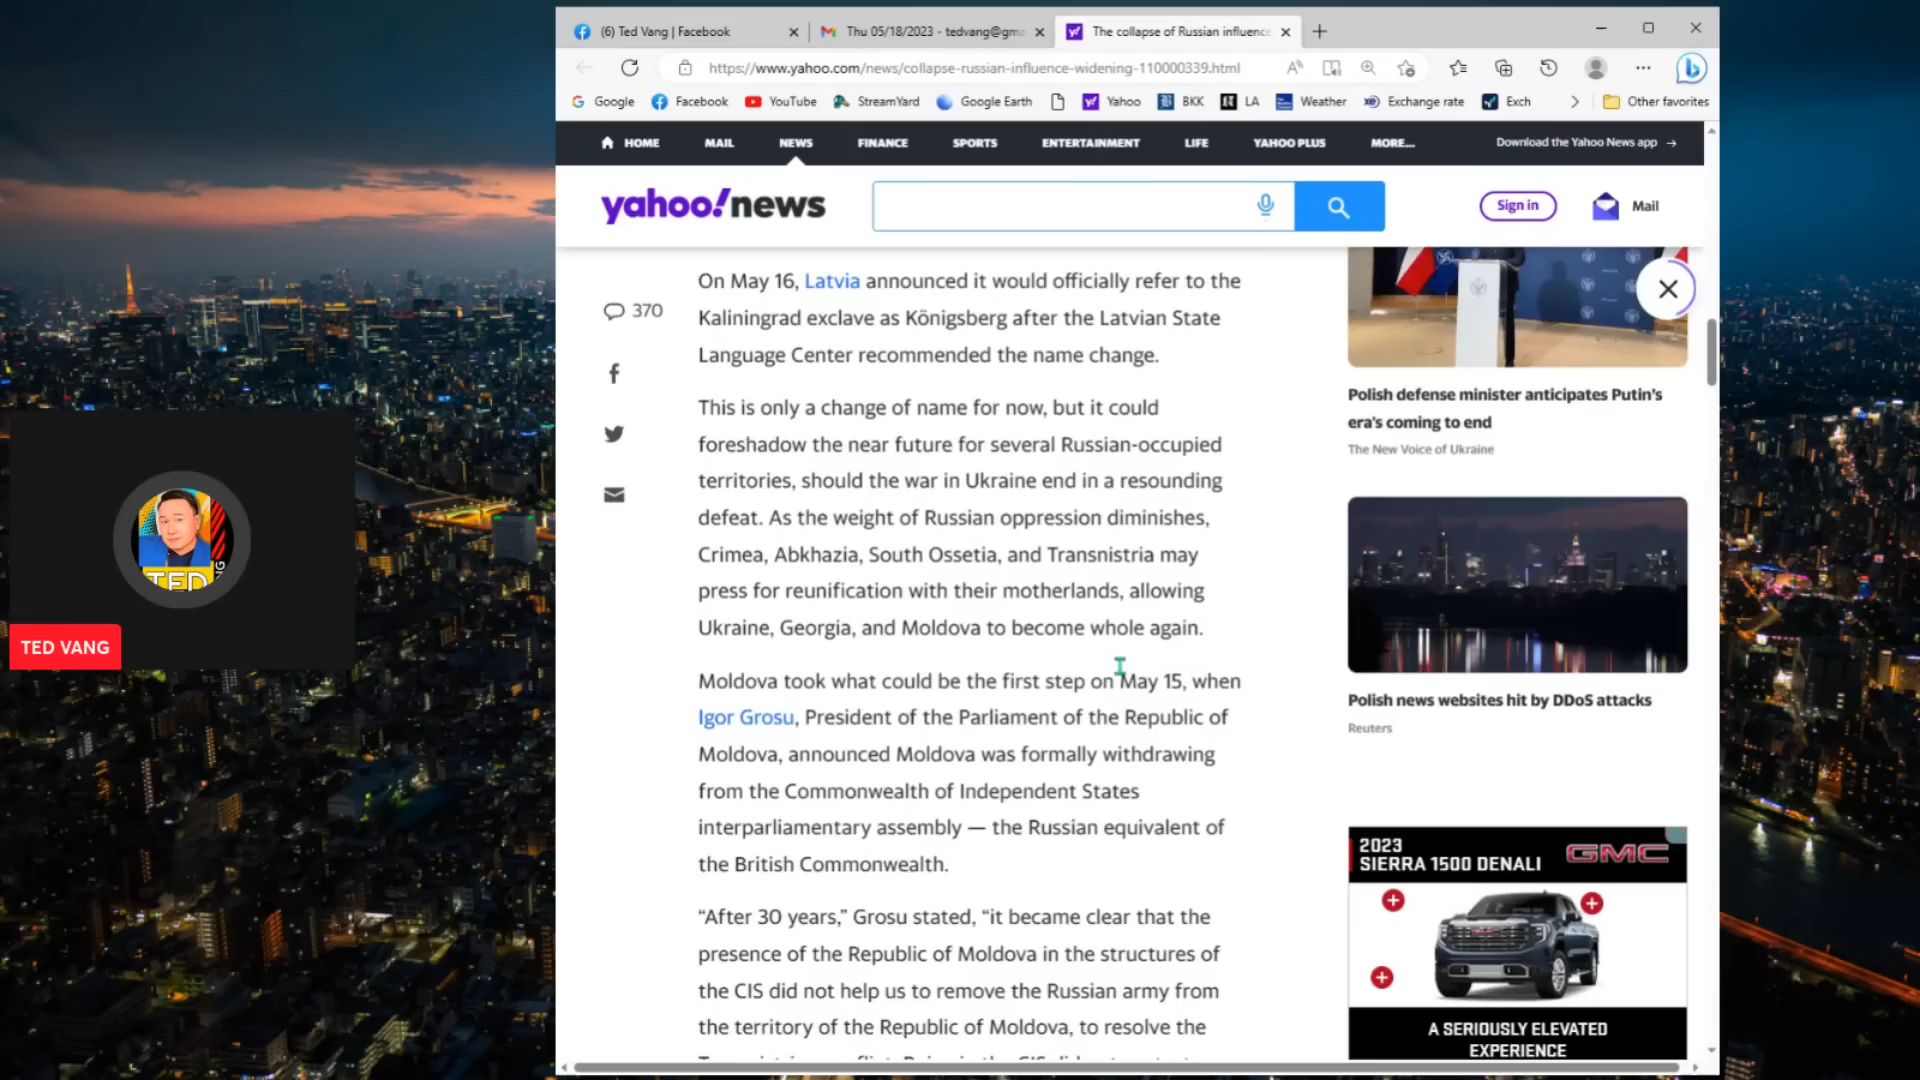 (6) Ted Vang | Facebook
Thu 05/18/2023 - tedvang@gma
The collapse of Russian influence
https://www.yahoo.com/news/collapse-russian-influence-widening-110000339.html
Google Facebook YouTube StreamYard Google Earth Yahoo BKK LA Weather Exchange rate Exch Other favorites
HOME MAIL NEWS FINANCE SPORTS ENTERTAINMENT LIFE YAHOO PLUS MORE... Download the Yahoo News app →
yahoo!news
Sign in
Mail
370
On May 16, Latvia announced it would officially refer to the
Kaliningrad exclave as Königsberg after the Latvian State
Language Center recommended the name change.
This is only a change of name for now, but it could
foreshadow the near future for several Russian-occupied
territories, should the war in Ukraine end in a resounding
defeat. As the weight of Russian oppression diminishes,
Crimea, Abkhazia, South Ossetia, and Transnistria may
press for reunification with their motherlands, allowing
Ukraine, Georgia, and Moldova to become whole again.
Moldova took what could be the first step on May 15, when
Igor Grosu, President of the Parliament of the Republic of
Moldova, announced Moldova was formally withdrawing
from the Commonwealth of Independent States
interparliamentary assembly — the Russian equivalent of
the British Commonwealth.
“After 30 years,” Grosu stated, “it became clear that the
presence of the Republic of Moldova in the structures of
the CIS did not help us to remove the Russian army from
the territory of the Republic of Moldova, to resolve the
Polish defense minister anticipates Putin’s
era’s coming to end
The New Voice of Ukraine
Polish news websites hit by DDoS attacks
Reuters
2023
SIERRA 1500 DENALI
GMC
A SERIOUSLY ELEVATED
EXPERIENCE
TED
NG
TED VANG